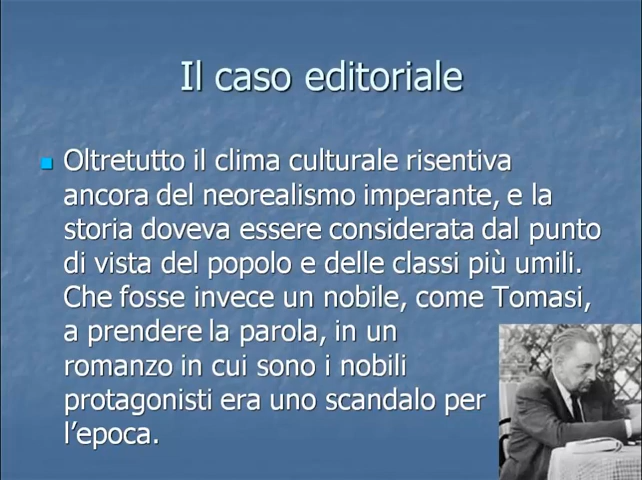 Il caso editoriale
Oltretutto il clima culturale risentiva
ancora del neorealismo imperante, e la
storia doveva essere considerata dal punto
di vista del popolo e delle classi più umili.
Che fosse invece un nobile, come Tomasi,
a prendere la parola, in un
romanzo in cui sono i nobili
protagonisti era uno scandalo per
l'epoca.